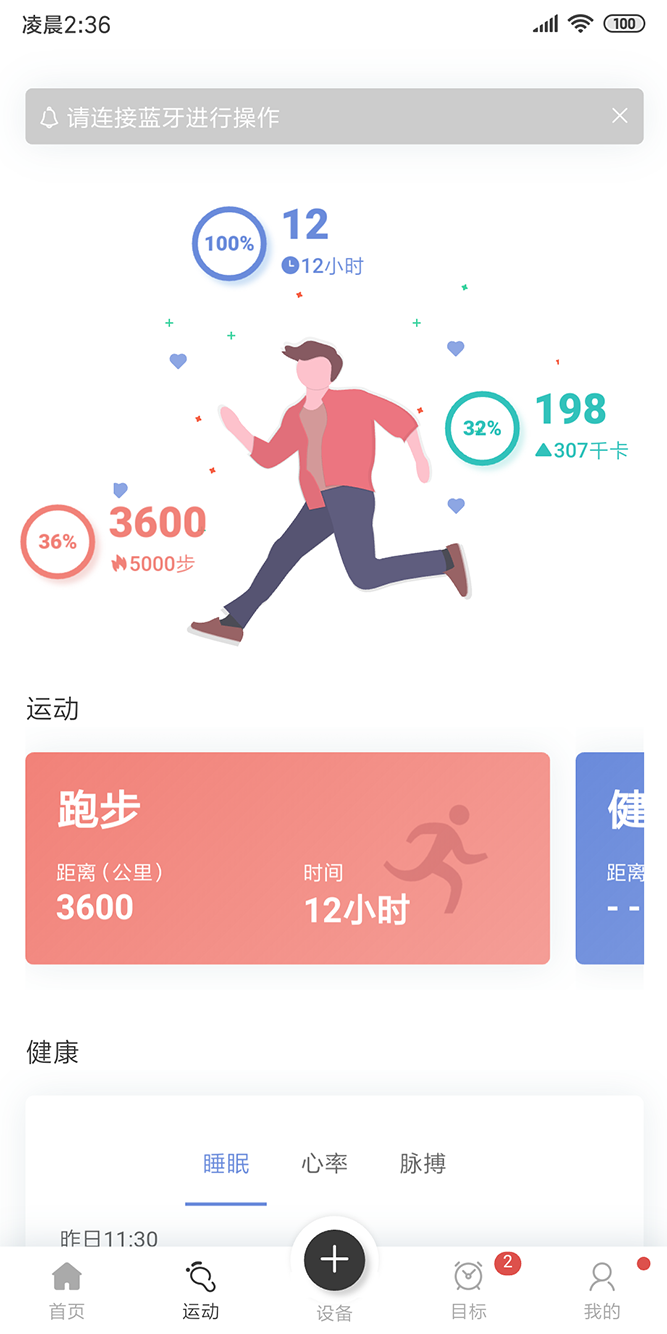 凌晨2:36
100
请连接蓝牙进行操作
100%
12
12小时
32%
198
307千卡
36%
3600
5000步
运动
跑步
距离（公里）
3600
时间
12小时
健
距离
- -
健康
睡眠
心率
脉搏
昨日11:30
首页
运动
设备
目标
2
我的